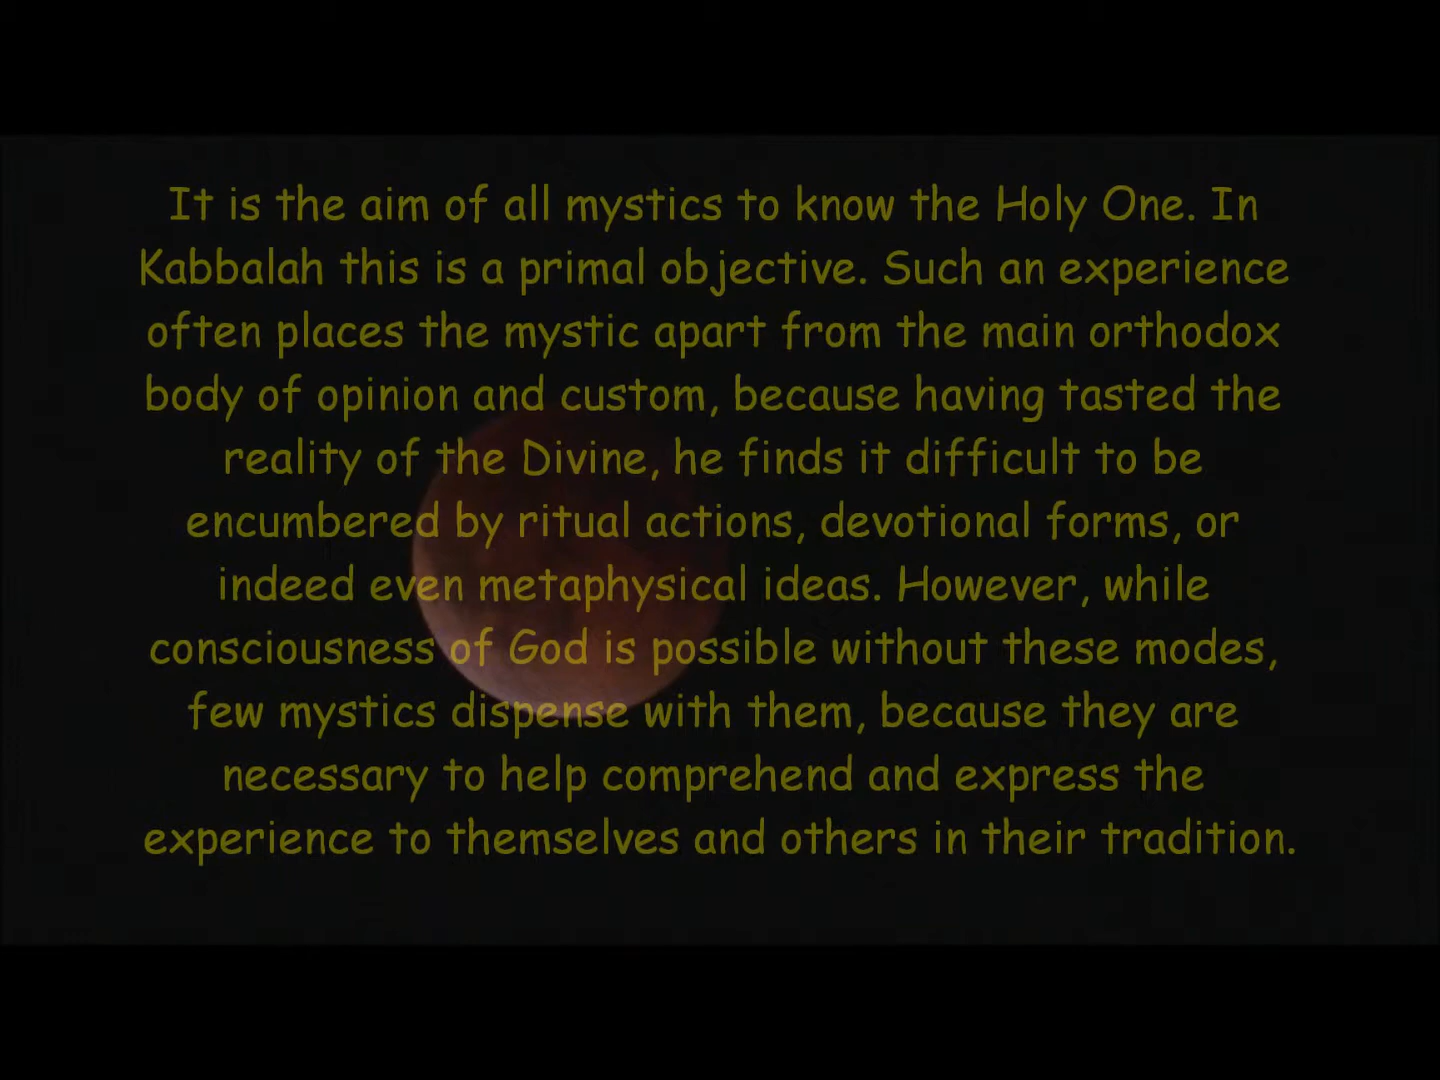 It is the aim of all mystics to know the Holy One. In
Kabbalah this is a primal objective. Such an experience
often places the mystic apart from the main orthodox
body of opinion and custom, because having tasted the
reality of the Divine, he finds it difficult to be
encumbered by ritual actions, devotional forms, or
indeed even metaphysical ideas. However, while
consciousness of God is possible without these modes,
few mystics dispense with them, because they are
necessary to help comprehend and express the
experience to themselves and others in their tradition.